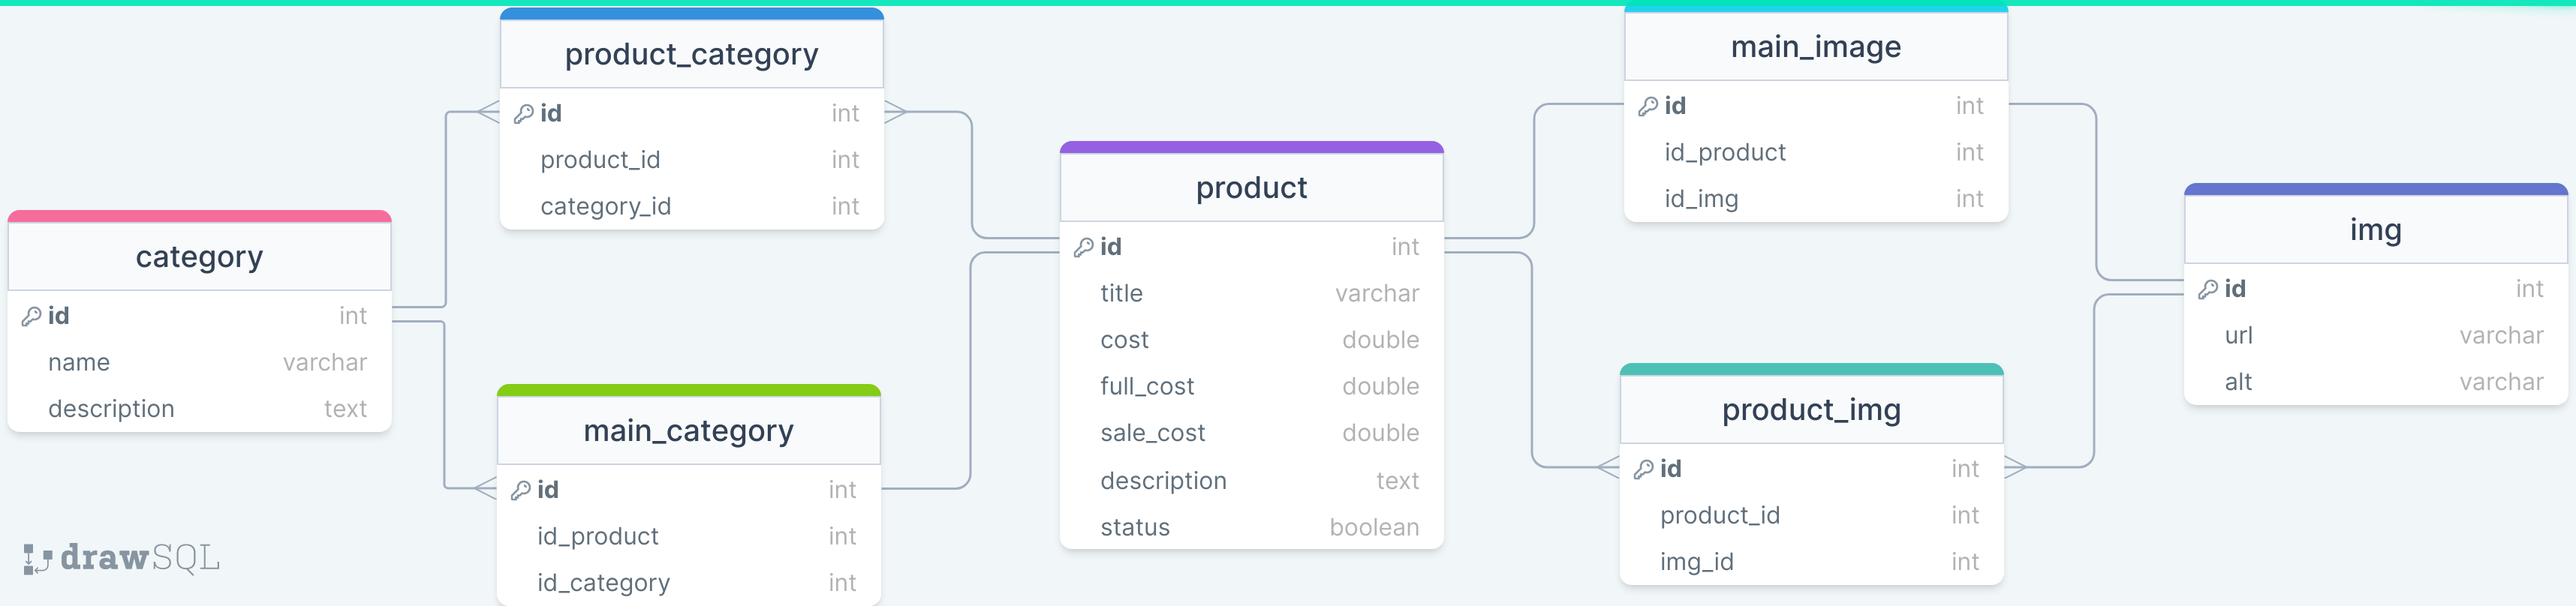 product_category
id int
product_id int
category_id int
category
id int
name varchar
description text
main_category
id int
id_product int
id_category int
product
id int
title varchar
cost double
full_cost double
sale_cost double
description text
status boolean
main_image
id int
id_product int
id_img int
product_img
id int
product_id int
img_id int
img
id int
url varchar
alt varchar
drawSQL